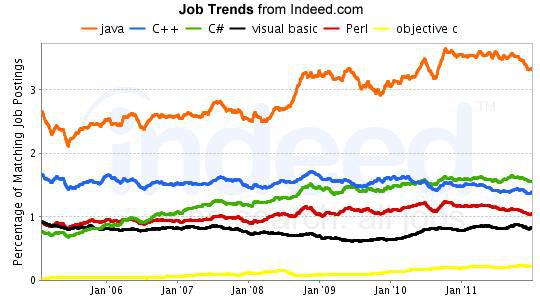 Job Trends from Indeed.com
java C++ C# visual basic Perl objective c
Percentage of Matching Job Postings
3
2
1
0
Jan'06 Jan'07 Jan'08 Jan'09 Jan'10 Jan'11
indeed™